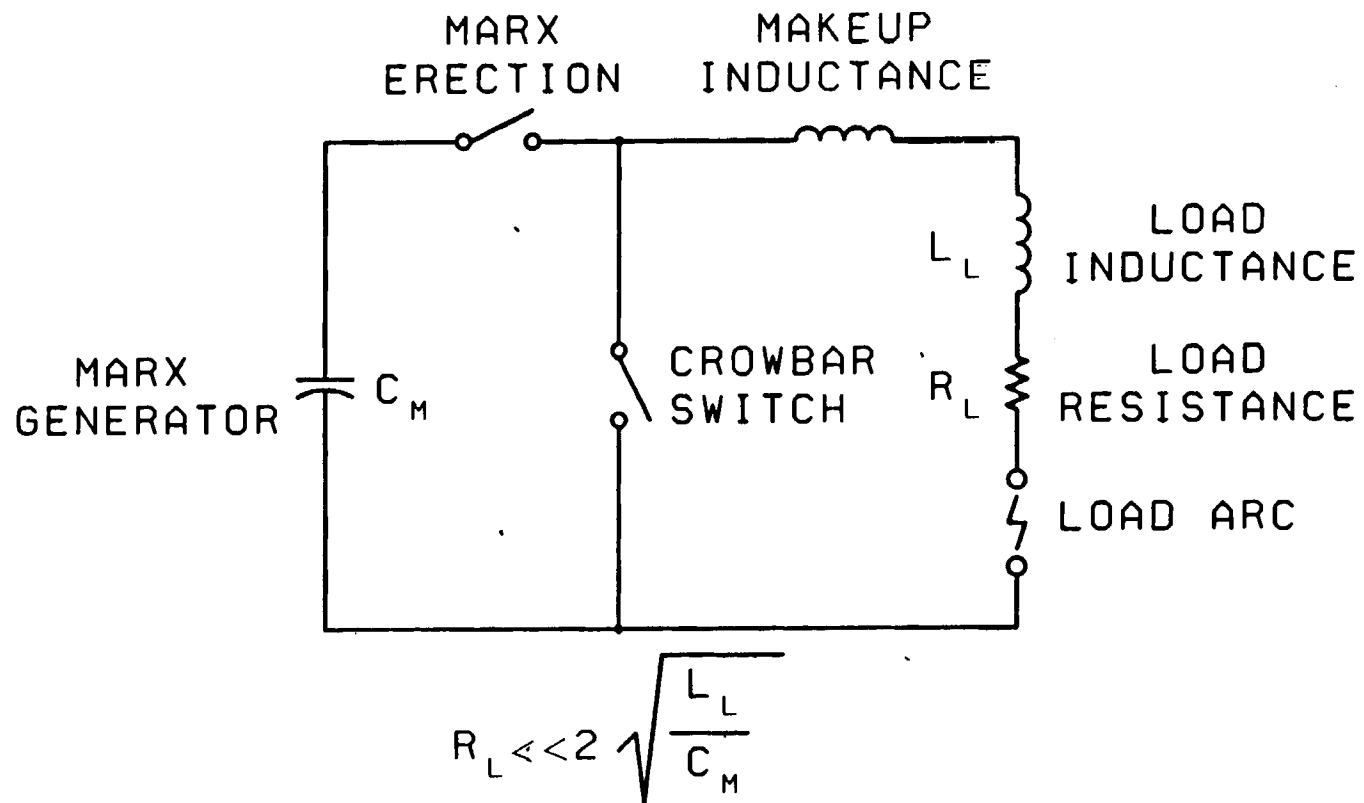 MARX
ERECTION
MAKEUP
INDUCTANCE
MARX
GENERATOR
C_M
CROWBAR
SWITCH
L_L
LOAD
INDUCTANCE
R_L
LOAD
RESISTANCE
LOAD ARC
R_L <<2 √(L_L/C_M)